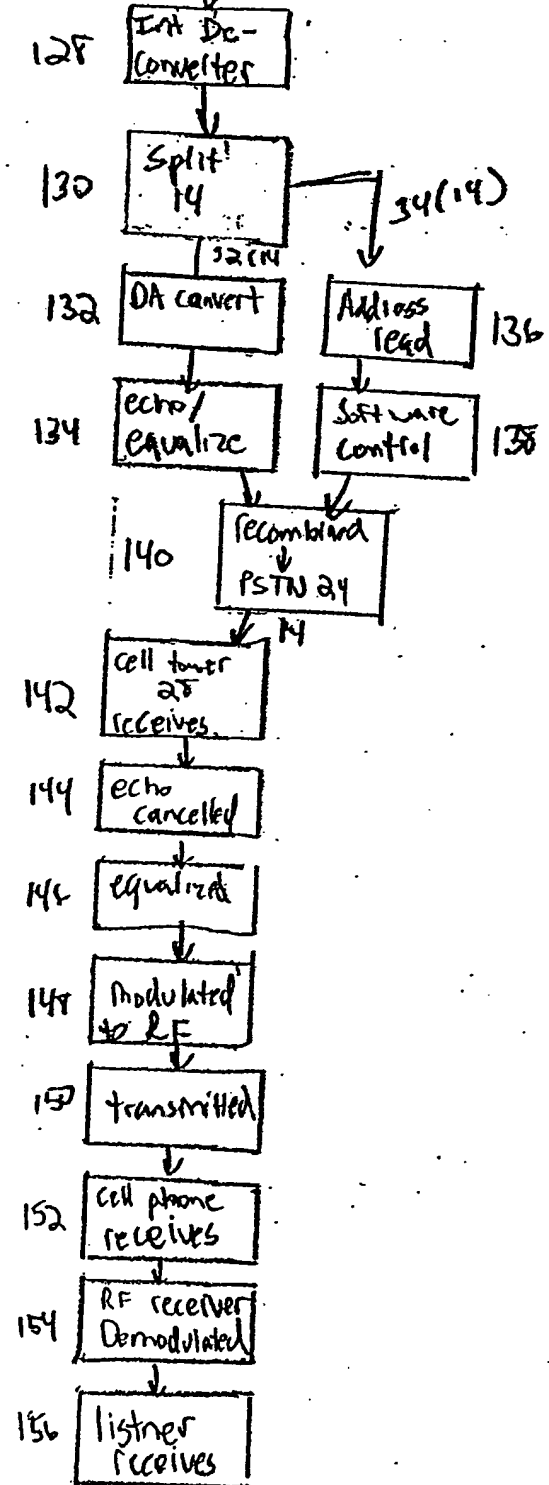 128
Int De-
Converter
130
Split
14
34(14)
32(14
132
DA convert
Address
read
136
134
echo/
equalize
Software
control
138
140
recombined
PSTN 24
14
142
cell tower
28
receives.
144
echo
cancelled
146
equalized
148
modulated
to RF
150
transmitted
152
cell phone
receives
154
RF receiver
Demodulated
156
listner
receives